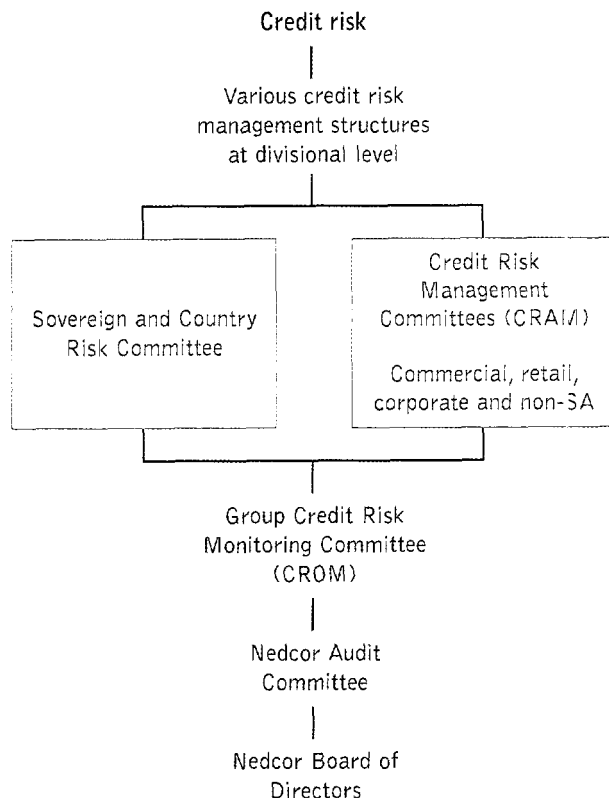 Credit risk
Various credit risk
management structures
at divisional level
Sovereign and Country
Risk Committee
Credit Risk
Management
Committees (CRAM)
Commercial, retail,
corporate and non-SA
Group Credit Risk
Monitoring Committee
(CROM)
Nedcor Audit
Committee
Nedcor Board of
Directors